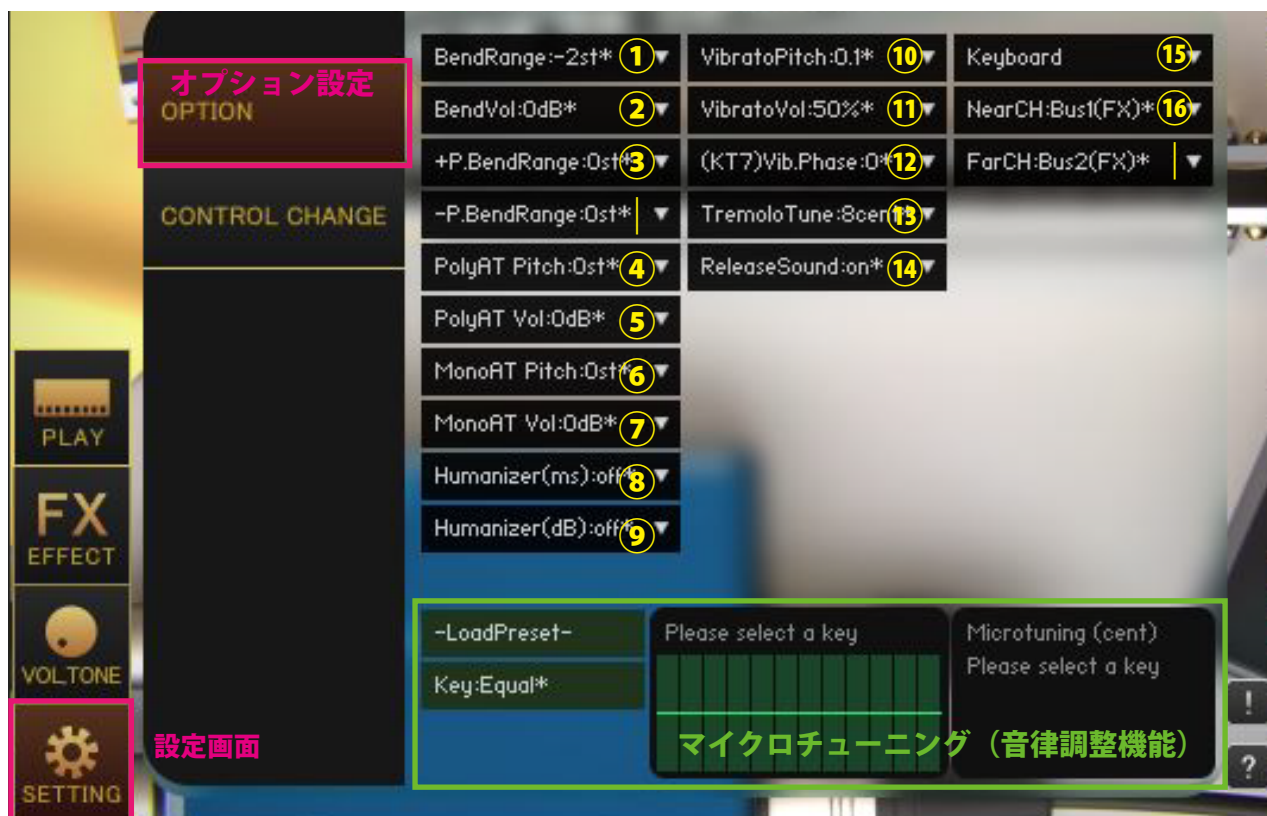 オプション設定
OPTION
CONTROL CHANGE
BendRange:-2st* ①▼
BendVol:0dB* ②▼
+P.BendRange:0st* ③▼
-P.BendRange:0st* ▼
PolyAT Pitch:0st* ④▼
PolyAT Vol:0dB* ⑤▼
MonoAT Pitch:0st* ⑥▼
MonoAT Vol:0dB* ⑦▼
Humanizer(ms):off* ⑧▼
Humanizer(dB):off* ⑨▼
VibratoPitch:0.1* ⑩▼
VibratoVol:50%* ⑪▼
(KT7)Vib.Phase:0* ⑫▼
TremoloTune:8cent* ⑬▼
ReleaseSound:on* ⑭▼
Keyboard ⑮▼
NearCH:Bus1(FX)* ⑯▼
FarCH:Bus2(FX)* ▼
PLAY
FX
EFFECT
VOL.TONE
SETTING
設定画面
-LoadPreset-
Key:Equal*
Please select a key
Microtuning (cent)
Please select a key
マイクロチューニング（音律調整機能）
!
?